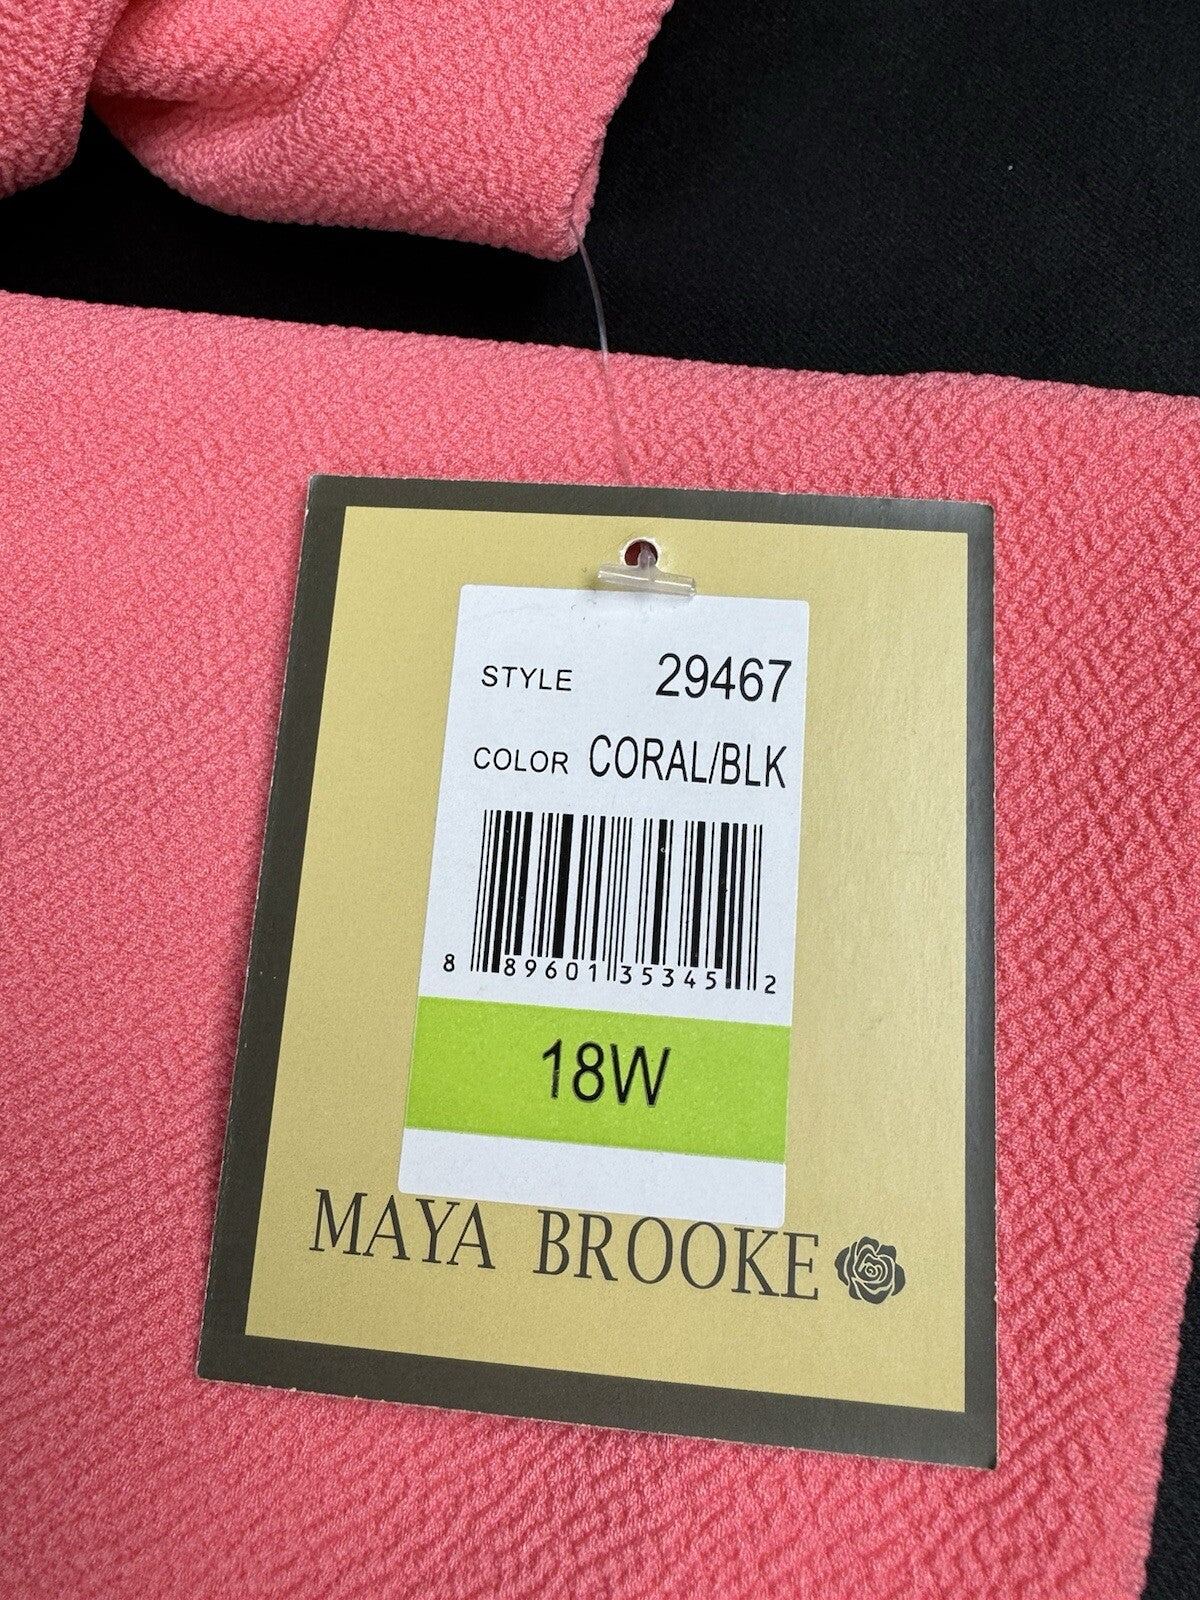 STYLE 29467
COLOR CORAL/BLK
8 89601 35345 2
18W
MAYA BROOKE